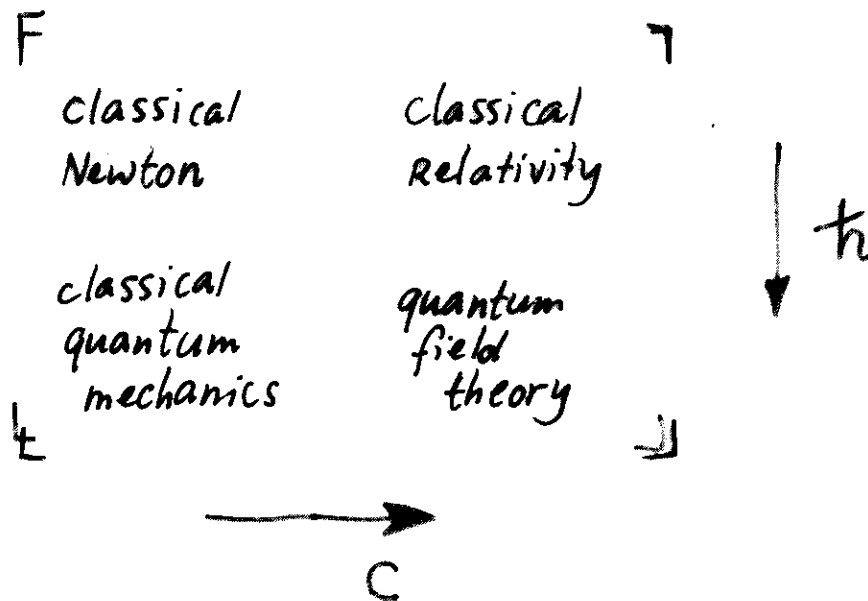 classical classical
Newton Relativity
ħ
classical quantum
quantum field
mechanics theory
c